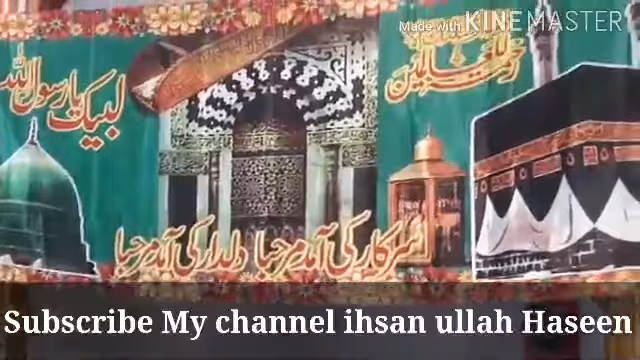 Made with KINEMASTER
لبیک یا رسول اللہ
رحمۃ للعالمین
سرکار کی آمد مرحبا دلدار کی آمد مرحبا
Subscribe My channel ihsan ullah Haseen